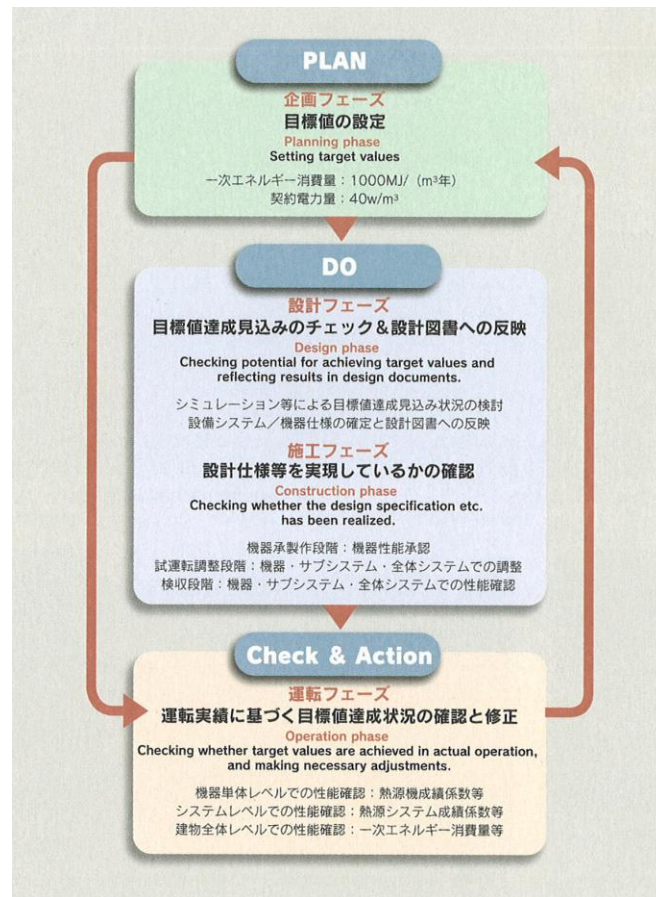 PLAN
企画フェーズ
目標値の設定
Planning phase
Setting target values
一次エネルギー消費量：1000MJ/（m³年）
契約電力量：40w/m³
DO
設計フェーズ
目標値達成見込みのチェック＆設計図書への反映
Design phase
Checking potential for achieving target values and
reflecting results in design documents.
シミュレーション等による目標値達成見込み状況の検討
設備システム／機器仕様の確定と設計図書への反映
施工フェーズ
設計仕様等を実現しているかの確認
Construction phase
Checking whether the design specification etc.
has been realized.
機器承製作段階：機器性能承認
試運転調整段階：機器・サブシステム・全体システムでの調整
検収段階：機器・サブシステム・全体システムでの性能確認
Check & Action
運転フェーズ
運転実績に基づく目標値達成状況の確認と修正
Operation phase
Checking whether target values are achieved in actual operation,
and making necessary adjustments.
機器単体レベルでの性能確認：熱源機成績係数等
システムレベルでの性能確認：熱源システム成績係数等
建物全体レベルでの性能確認：一次エネルギー消費量等